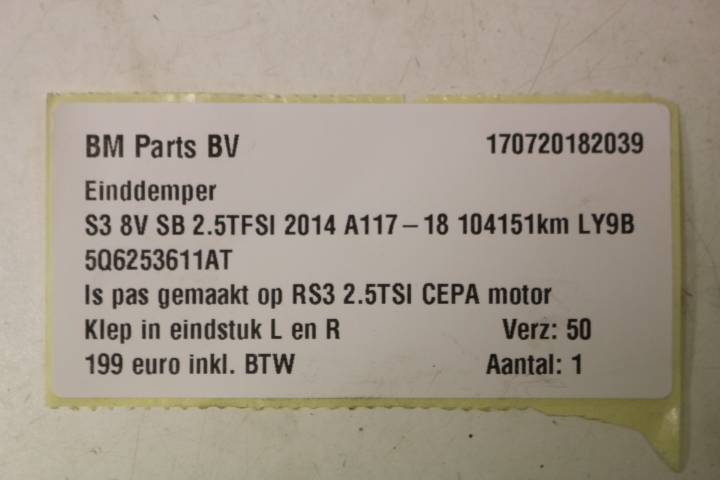 BM Parts BV 170720182039
Einddemper
S3 8V SB 2.5TFSI 2014 A117-18 104151km LY9B
5Q6253611AT
Is pas gemaakt op RS3 2.5TSI CEPA motor
Klep in eindstuk L en R Verz: 50
199 euro inkl. BTW Aantal: 1